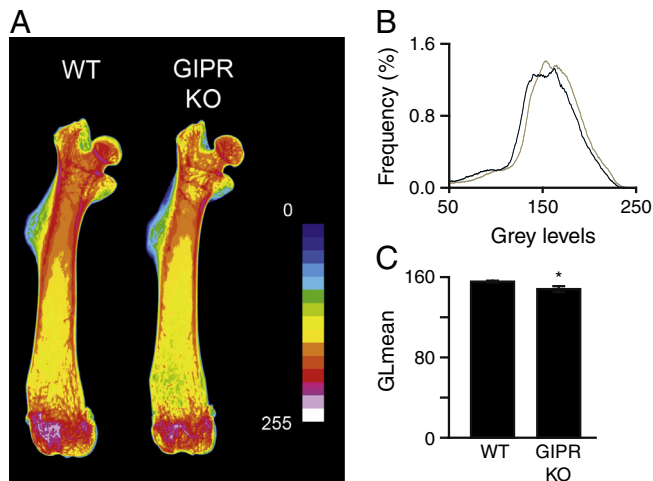 A
WT
GIPR
KO
0
255
B
Frequency (%)
1.6
0.8
0.0
50
150
250
Grey levels
C
GLmean
160
80
0
*
WT
GIPR
KO